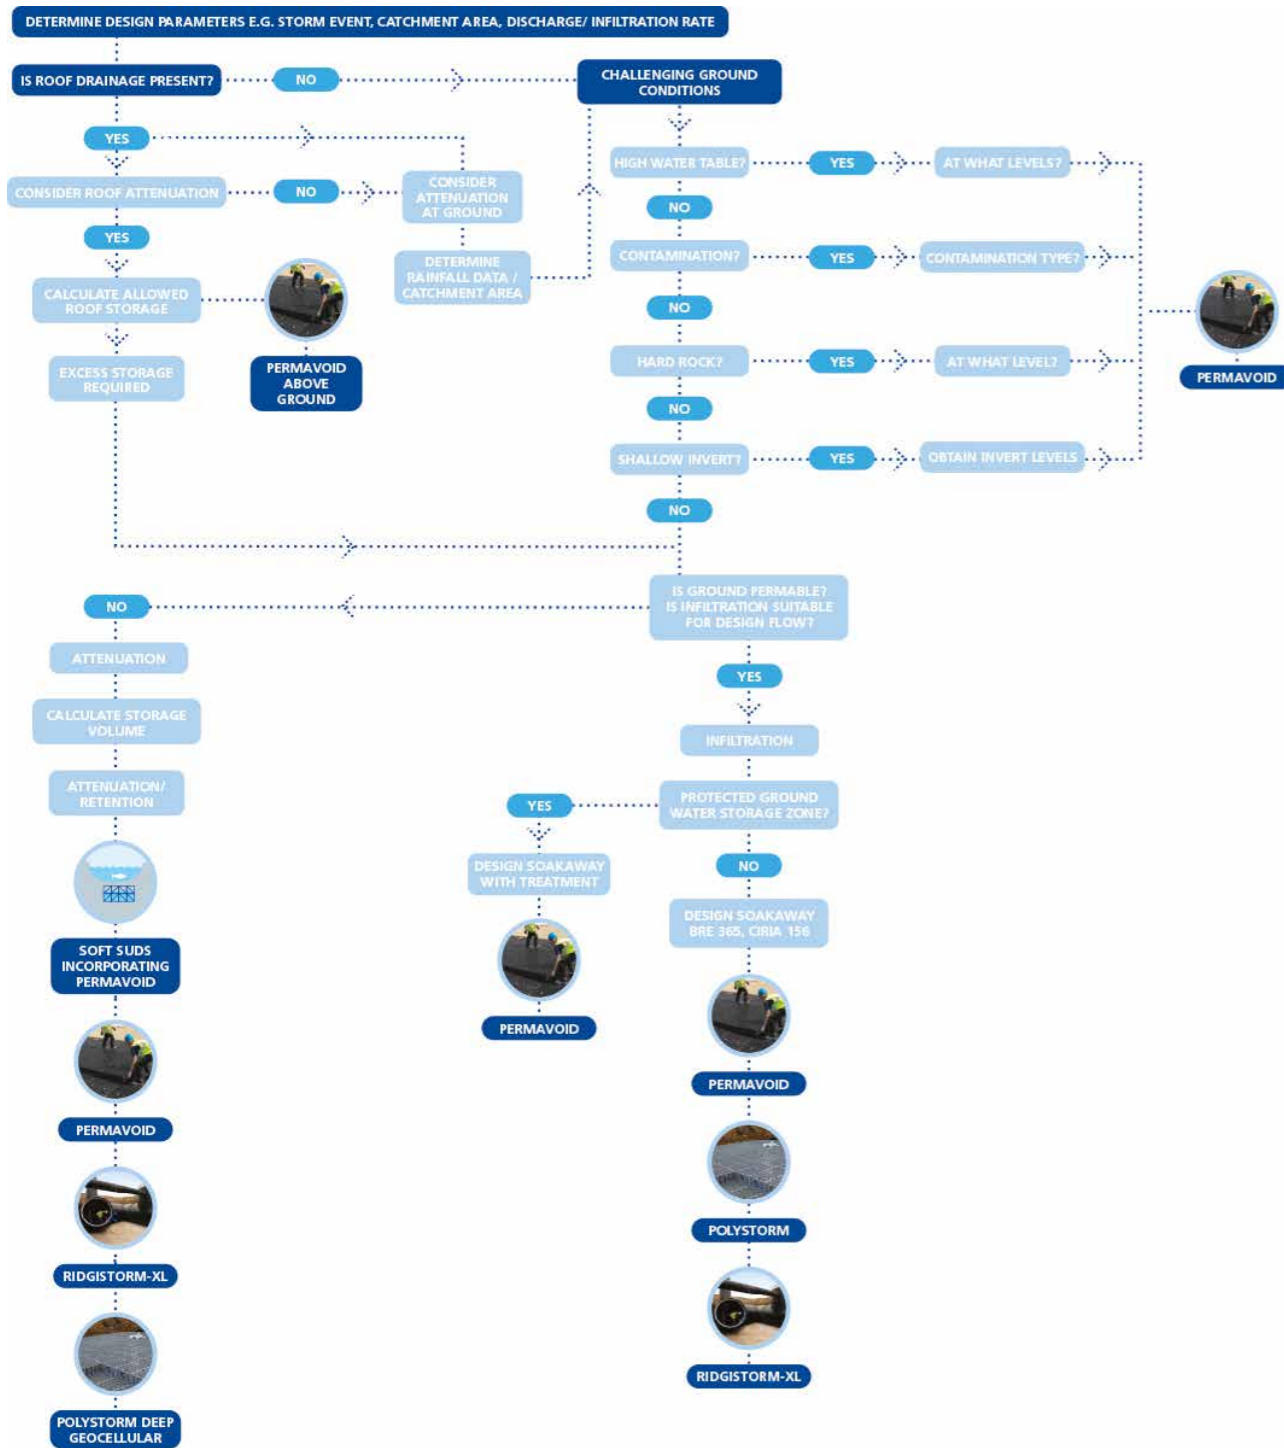 DETERMINE DESIGN PARAMETERS E.G. STORM EVENT, CATCHMENT AREA, DISCHARGE/ INFILTRATION RATE
IS ROOF DRAINAGE PRESENT?
NO
CHALLENGING GROUND
CONDITIONS
YES
HIGH WATER TABLE?
YES
AT WHAT LEVELS?
CONSIDER ROOF ATTENUATION
NO
CONSIDER
ATTENUATION
AT GROUND
NO
YES
DETERMINE
RAINFALL DATA /
CATCHMENT AREA
CONTAMINATION?
YES
CONTAMINATION TYPE?
CALCULATE ALLOWED
ROOF STORAGE
NO
PERMAVOID
ABOVE
GROUND
HARD ROCK?
YES
AT WHAT LEVEL?
PERMAVOID
EXCESS STORAGE
REQUIRED
NO
SHALLOW INVERT?
YES
OBTAIN INVERT LEVELS
NO
IS GROUND PERMABLE?
IS INFILTRATION SUITABLE
FOR DESIGN FLOW?
NO
ATTENUATION
CALCULATE STORAGE
VOLUME
ATTENUATION/
RETENTION
SOFT SUDS
INCORPORATING
PERMAVOID
PERMAVOID
RIDGISTORM-XL
POLYSTORM DEEP
GEOCELLULAR
YES
INFILTRATION
PROTECTED GROUND
WATER STORAGE ZONE?
YES
DESIGN SOAKAWAY
WITH TREATMENT
PERMAVOID
NO
DESIGN SOAKAWAY
BRE 365, CIRIA 156
PERMAVOID
POLYSTORM
RIDGISTORM-XL